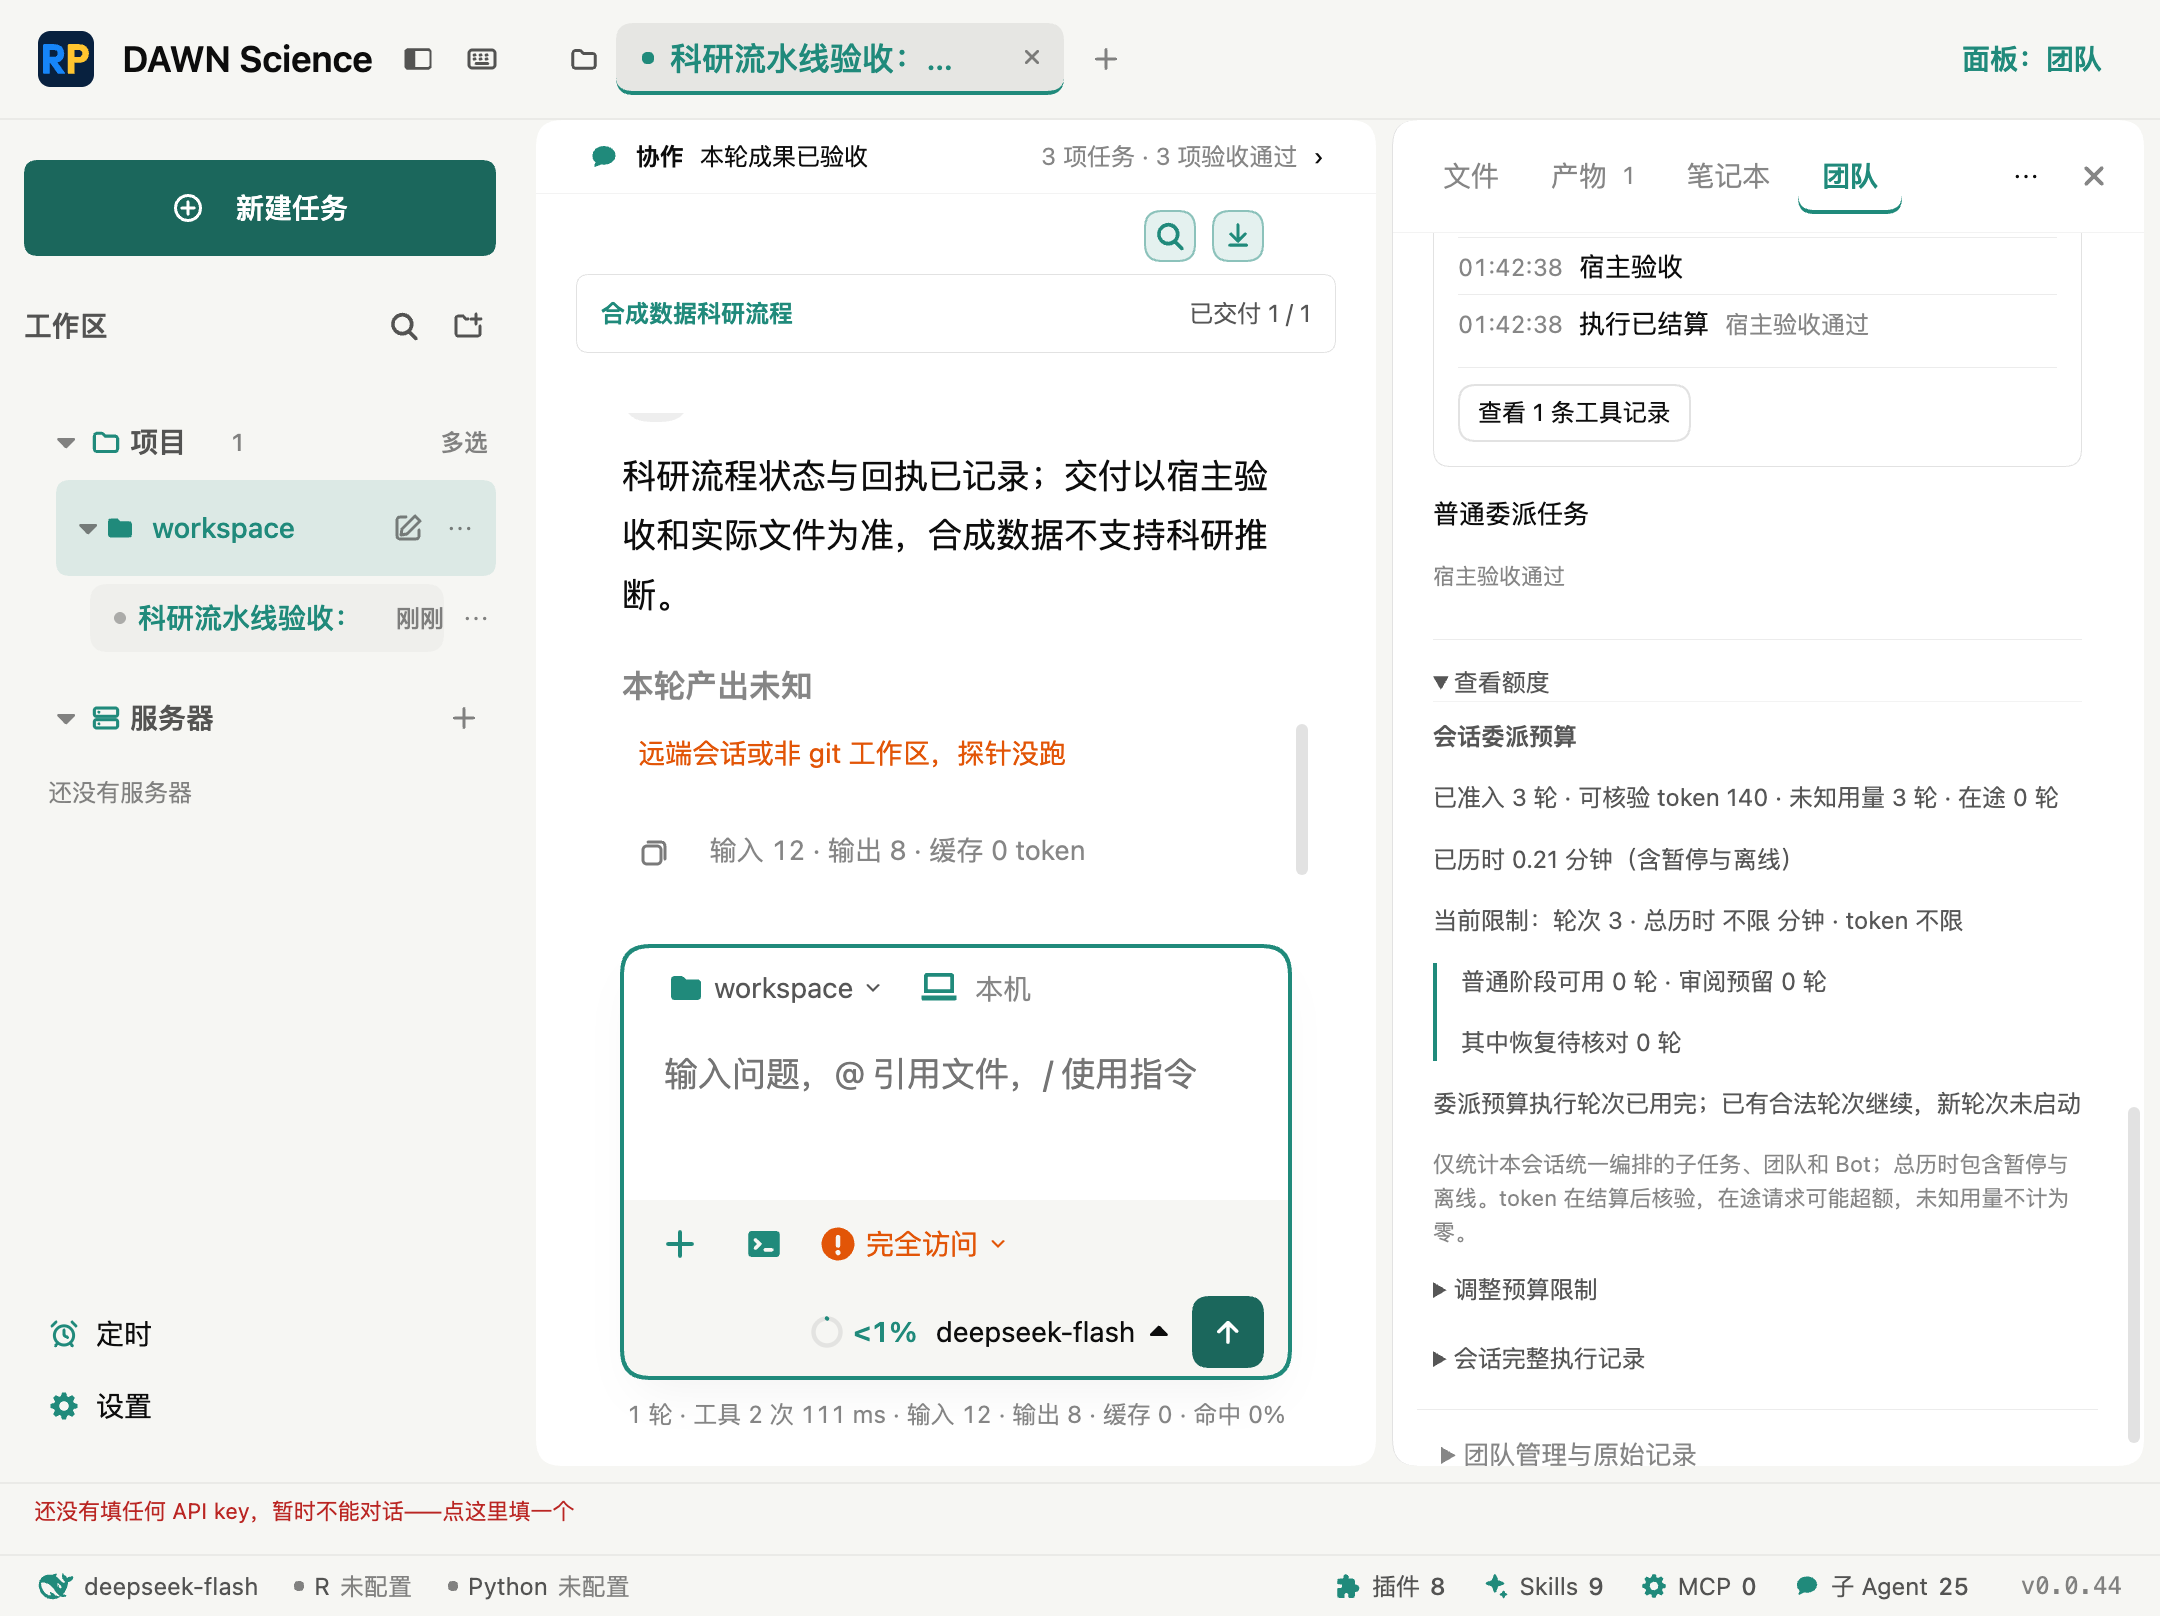 RP DAWN Science
科研流水线验收：...
面板：团队
新建任务
工作区
项目 1 多选
workspace
科研流水线验收： 刚刚
服务器
还没有服务器
定时
设置
协作 本轮成果已验收 3 项任务 · 3 项验收通过
合成数据科研流程 已交付 1 / 1
科研流程状态与回执已记录；交付以宿主验
收和实际文件为准，合成数据不支持科研推
断。
本轮产出未知
远端会话或非 git 工作区，探针没跑
输入 12 · 输出 8 · 缓存 0 token
workspace 本机
输入问题，@ 引用文件，/ 使用指令
完全访问
<1% deepseek-flash
1 轮 · 工具 2 次 111 ms · 输入 12 · 输出 8 · 缓存 0 · 命中 0%
文件 产物 1 笔记本 团队
01:42:38 宿主验收
01:42:38 执行已结算 宿主验收通过
查看 1 条工具记录
普通委派任务
宿主验收通过
查看额度
会话委派预算
已准入 3 轮 · 可核验 token 140 · 未知用量 3 轮 · 在途 0 轮
已历时 0.21 分钟（含暂停与离线）
当前限制：轮次 3 · 总历时 不限 分钟 · token 不限
普通阶段可用 0 轮 · 审阅预留 0 轮
其中恢复待核对 0 轮
委派预算执行轮次已用完；已有合法轮次继续，新轮次未启动
仅统计本会话统一编排的子任务、团队和 Bot；总历时包含暂停与
离线。token 在结算后核验，在途请求可能超额，未知用量不计为
零。
调整预算限制
会话完整执行记录
团队管理与原始记录
还没有填任何 API key，暂时不能对话——点这里填一个
deepseek-flash R 未配置 Python 未配置
插件 8 Skills 9 MCP 0 子 Agent 25 v0.0.44